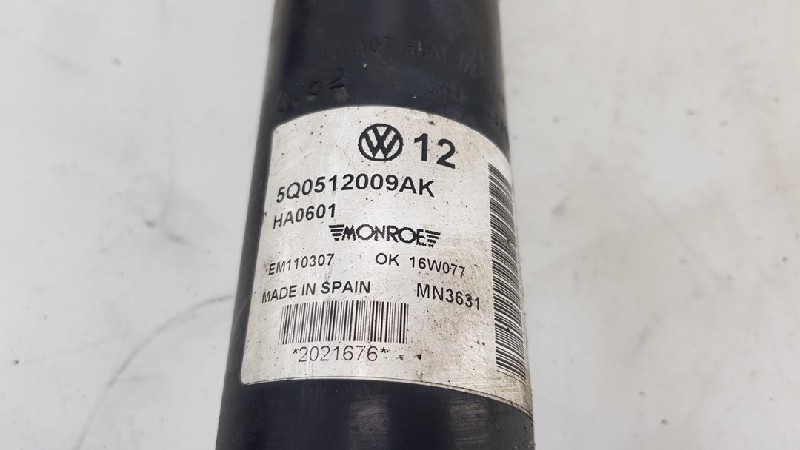 12
5Q0512009AK
HA0601
MONROE
EM110307 OK 16W077
MADE IN SPAIN MN3631
*2021676*